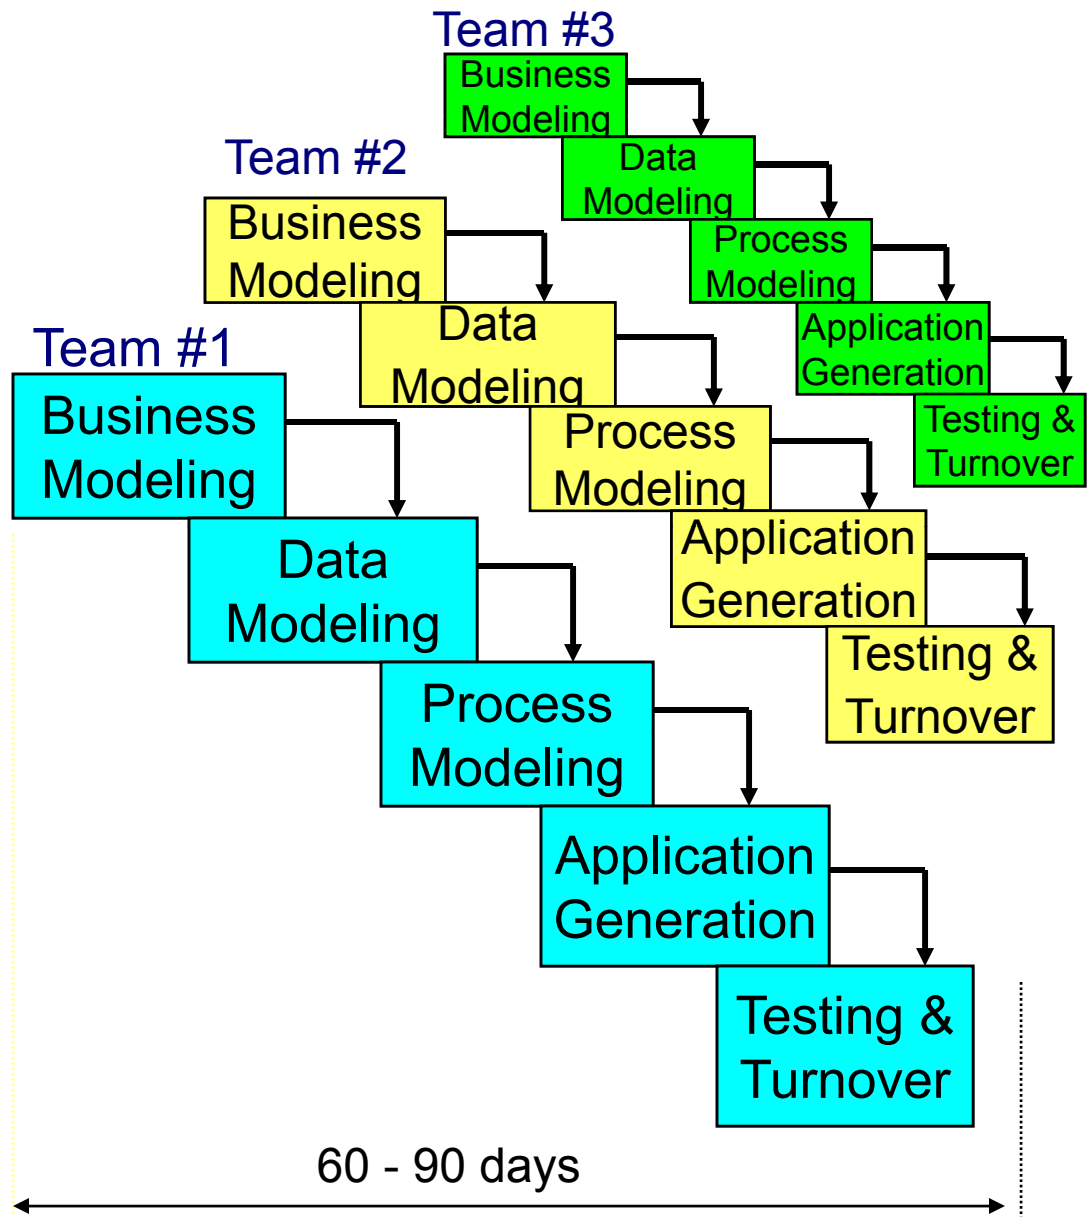 Team #3
Business
Modeling
Data
Modeling
Process
Modeling
Application
Generation
Testing &
Turnover
Team #2
Business
Modeling
Data
Modeling
Process
Modeling
Application
Generation
Testing &
Turnover
Team #1
Business
Modeling
Data
Modeling
Process
Modeling
Application
Generation
Testing &
Turnover
60 - 90 days